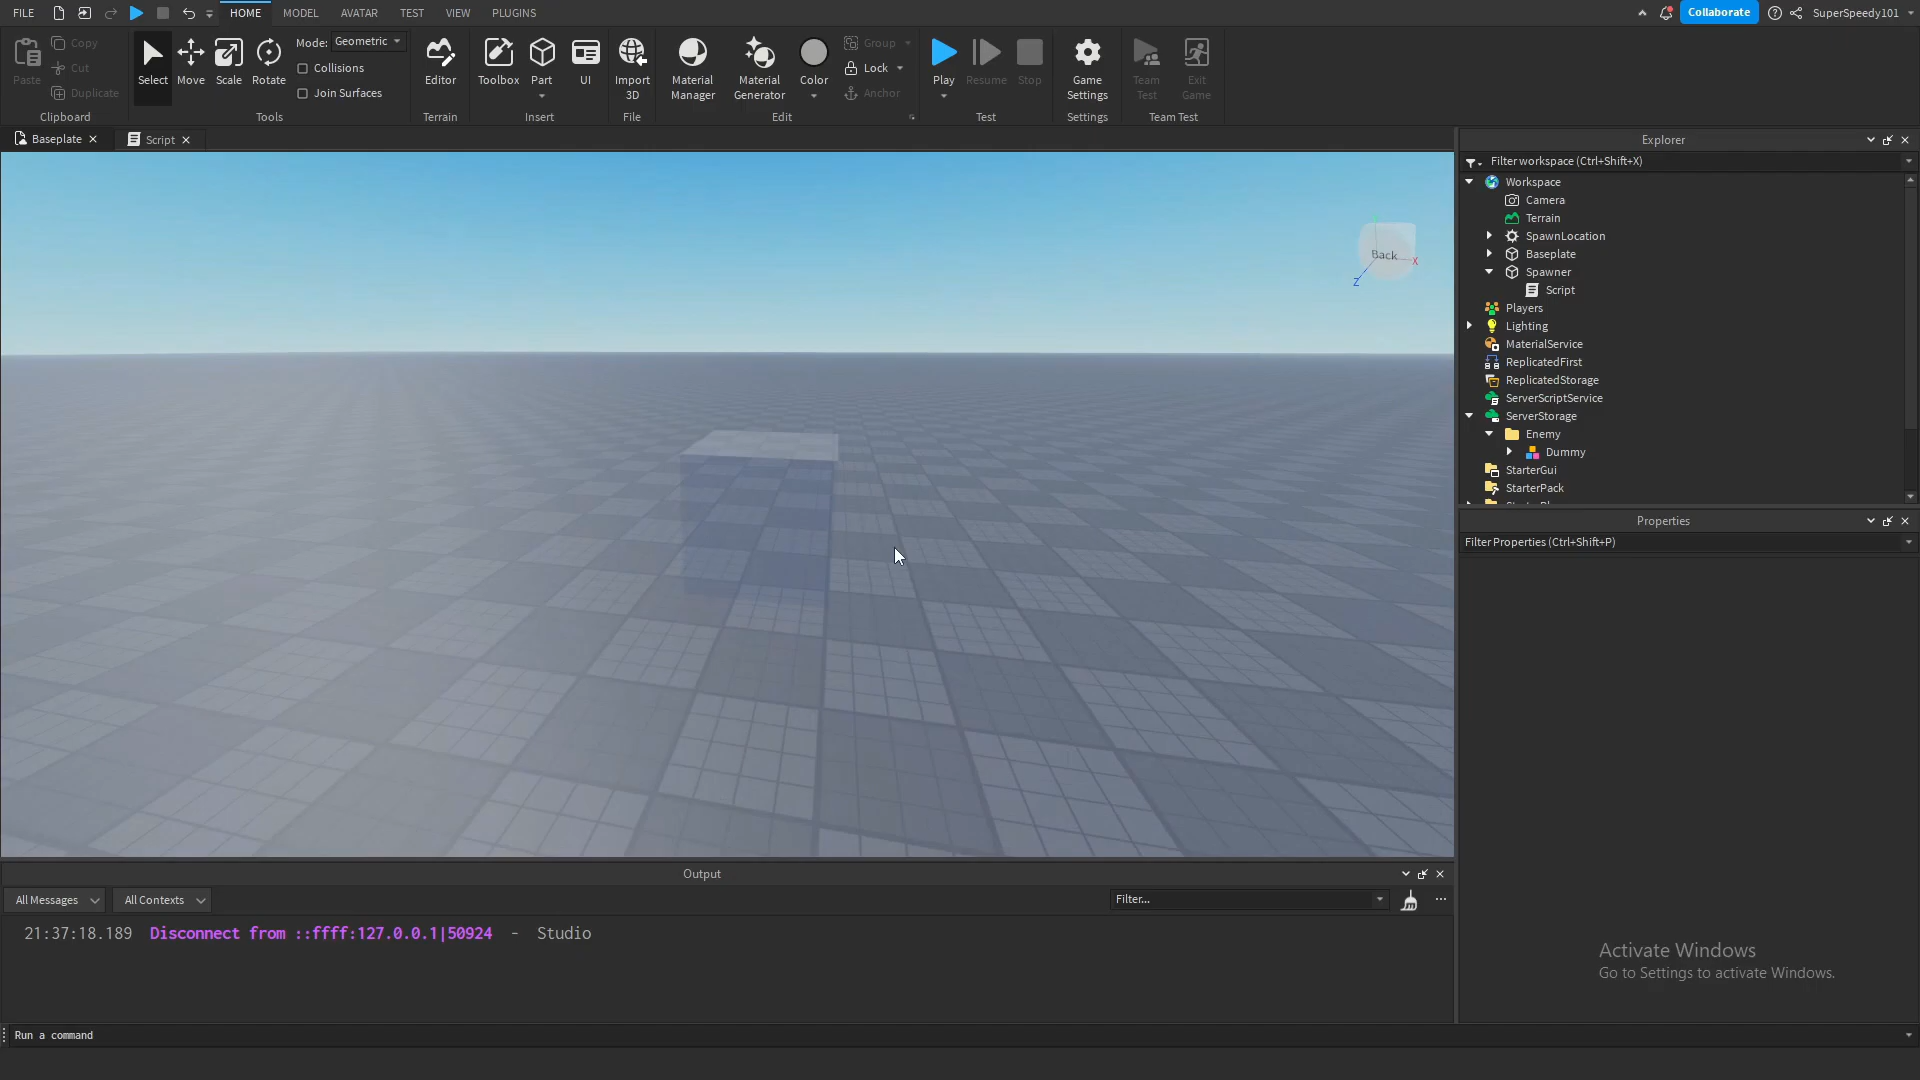 FILE HOME MODEL AVATAR TEST VIEW PLUGINS Collaborate SuperSpeedy101
Paste Copy Cut Duplicate
Clipboard
Select Move Scale Rotate
Mode: Geometric
Collisions
Join Surfaces
Tools
Editor
Terrain
Toolbox Part UI
Insert
Import 3D
File
Material Manager
Material Generator
Color
Group
Lock
Anchor
Edit
Play Resume Stop
Test
Game Settings
Settings
Team Test
Exit Game
Team Test
Baseplate
Script
Back
X
Z
Explorer
Filter workspace (Ctrl+Shift+X)
Workspace
Camera
Terrain
SpawnLocation
Baseplate
Spawner
Script
Players
Lighting
MaterialService
ReplicatedFirst
ReplicatedStorage
ServerScriptService
ServerStorage
Enemy
Dummy
StarterGui
StarterPack
Properties
Filter Properties (Ctrl+Shift+P)
Output
All Messages All Contexts Filter...
21:37:18.189 Disconnect from ::ffff:127.0.0.1|50924 - Studio
Activate Windows
Go to Settings to activate Windows.
Run a command